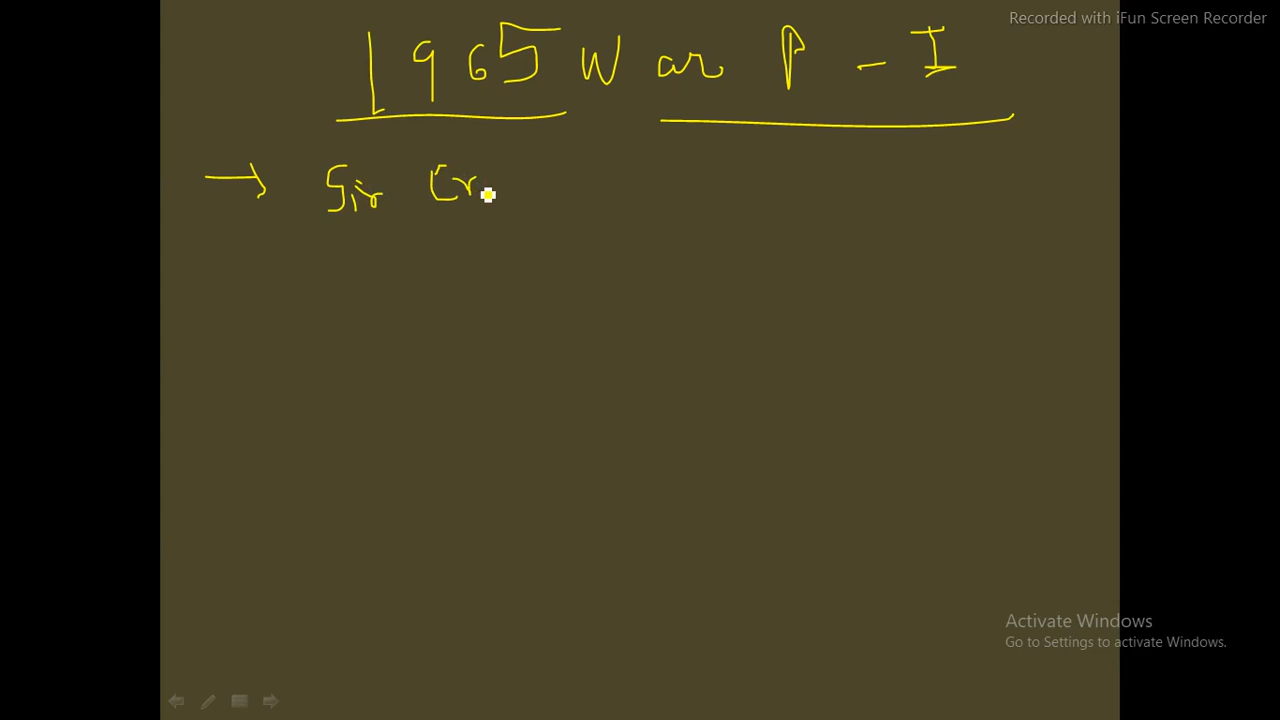 Recorded with iFun Screen Recorder
1965 War P - I
→ Sir Cr
Activate Windows
Go to Settings to activate Windows.